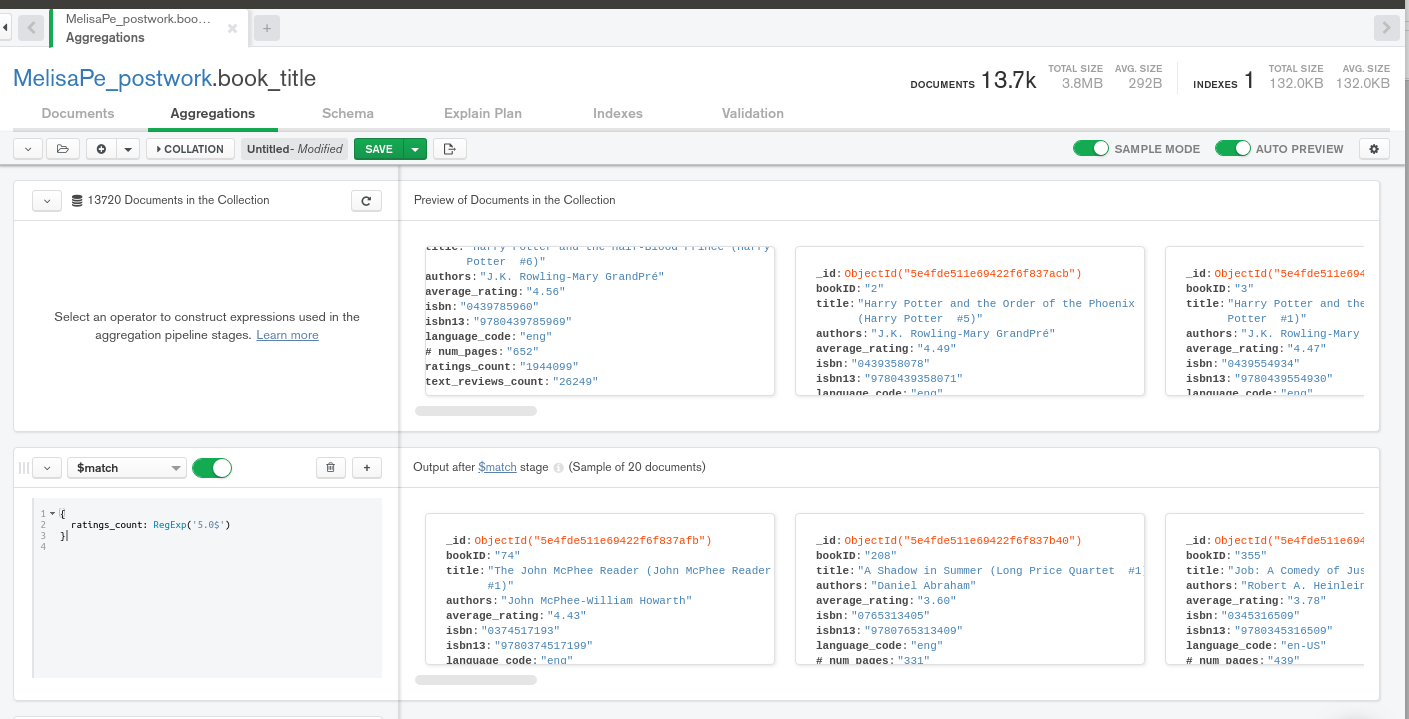 MelisaPe_postwork.boo…
Aggregations
MelisaPe_postwork.book_title
DOCUMENTS 13.7k TOTAL SIZE 3.8MB AVG. SIZE 292B INDEXES 1 TOTAL SIZE 132.0KB AVG. SIZE 132.0KB
Documents Aggregations Schema Explain Plan Indexes Validation
COLLATION Untitled- Modified SAVE SAMPLE MODE AUTO PREVIEW
13720 Documents in the Collection
Preview of Documents in the Collection
Select an operator to construct expressions used in the
aggregation pipeline stages. Learn more
title: "Harry Potter and the Half-Blood Prince (Harry
Potter  #6)"
authors: "J.K. Rowling-Mary GrandPré"
average_rating: "4.56"
isbn: "0439785960"
isbn13: "9780439785969"
language_code: "eng"
# num_pages: "652"
ratings_count: "1944099"
text_reviews_count: "26249"
_id: ObjectId("5e4fde511e69422f6f837acb")
bookID: "2"
title: "Harry Potter and the Order of the Phoenix
(Harry Potter  #5)"
authors: "J.K. Rowling-Mary GrandPré"
average_rating: "4.49"
isbn: "0439358078"
isbn13: "9780439358071"
language_code: "eng"
_id: ObjectId("5e4fde511e694
bookID: "3"
title: "Harry Potter and the
Potter  #1)"
authors: "J.K. Rowling-Mary
average_rating: "4.47"
isbn: "0439554934"
isbn13: "9780439554930"
language_code: "eng"
$match
Output after $match stage (Sample of 20 documents)
1 {
2 ratings_count: RegExp('5.0$')
3 }
4
_id: ObjectId("5e4fde511e69422f6f837afb")
bookID: "74"
title: "The John McPhee Reader (John McPhee Reader
#1)"
authors: "John McPhee-William Howarth"
average_rating: "4.43"
isbn: "0374517193"
isbn13: "9780374517199"
language_code: "eng"
_id: ObjectId("5e4fde511e69422f6f837b40")
bookID: "208"
title: "A Shadow in Summer (Long Price Quartet  #1)
authors: "Daniel Abraham"
average_rating: "3.60"
isbn: "0765313405"
isbn13: "9780765313409"
language_code: "eng"
# num_pages: "331"
_id: ObjectId("5e4fde511e694
bookID: "355"
title: "Job: A Comedy of Jus
authors: "Robert A. Heinlein
average_rating: "3.78"
isbn: "0345316509"
isbn13: "9780345316509"
language_code: "en-US"
# num_pages: "439"